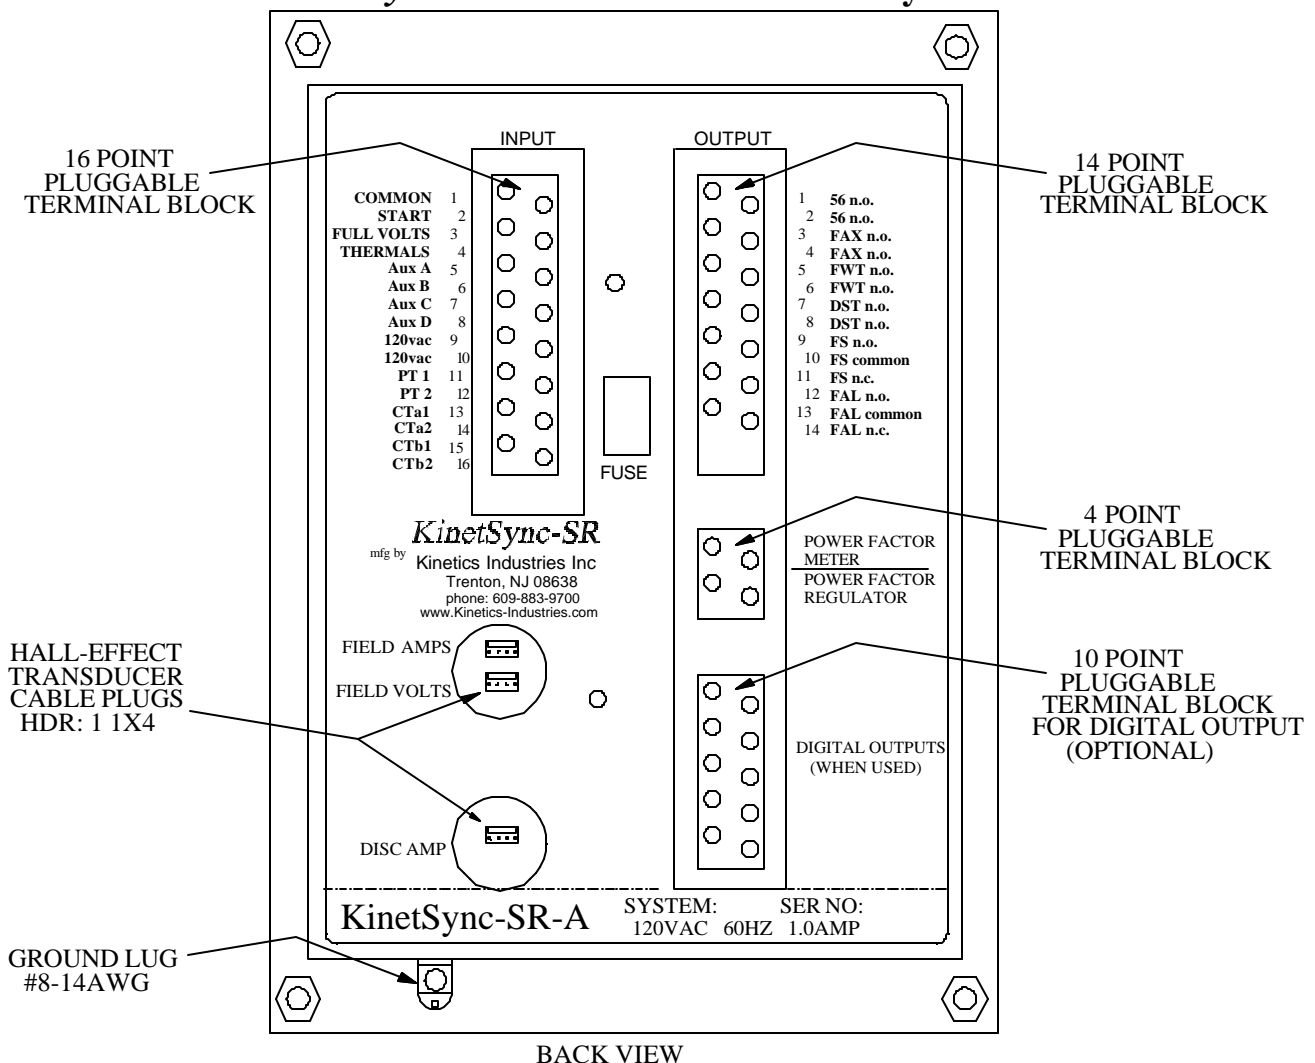 INPUT
OUTPUT
16 POINT
PLUGGABLE
TERMINAL BLOCK
14 POINT
PLUGGABLE
TERMINAL BLOCK
COMMON 1
START 2
FULL VOLTS 3
THERMALS 4
Aux A 5
Aux B 6
Aux C 7
Aux D 8
120vac 9
120vac 10
PT 1 11
PT 2 12
CTa1 13
CTa2 14
CTb1 15
CTb2 16
1 56 n.o.
2 56 n.o.
3 FAX n.o.
4 FAX n.o.
5 FWT n.o.
6 FWT n.o.
7 DST n.o.
8 DST n.o.
9 FS n.o.
10 FS common
11 FS n.c.
12 FAL n.o.
13 FAL common
14 FAL n.c.
FUSE
KinetSync-SR
mfg by Kinetics Industries Inc
Trenton, NJ 08638
phone: 609-883-9700
www.Kinetics-Industries.com
POWER FACTOR
METER
POWER FACTOR
REGULATOR
4 POINT
PLUGGABLE
TERMINAL BLOCK
HALL-EFFECT
TRANSDUCER
CABLE PLUGS
HDR: 1 1X4
FIELD AMPS
FIELD VOLTS
DISC AMP
DIGITAL OUTPUTS
(WHEN USED)
10 POINT
PLUGGABLE
TERMINAL BLOCK
FOR DIGITAL OUTPUT
(OPTIONAL)
KinetSync-SR-A
SYSTEM: SER NO:
120VAC 60HZ 1.0AMP
GROUND LUG
#8-14AWG
BACK VIEW